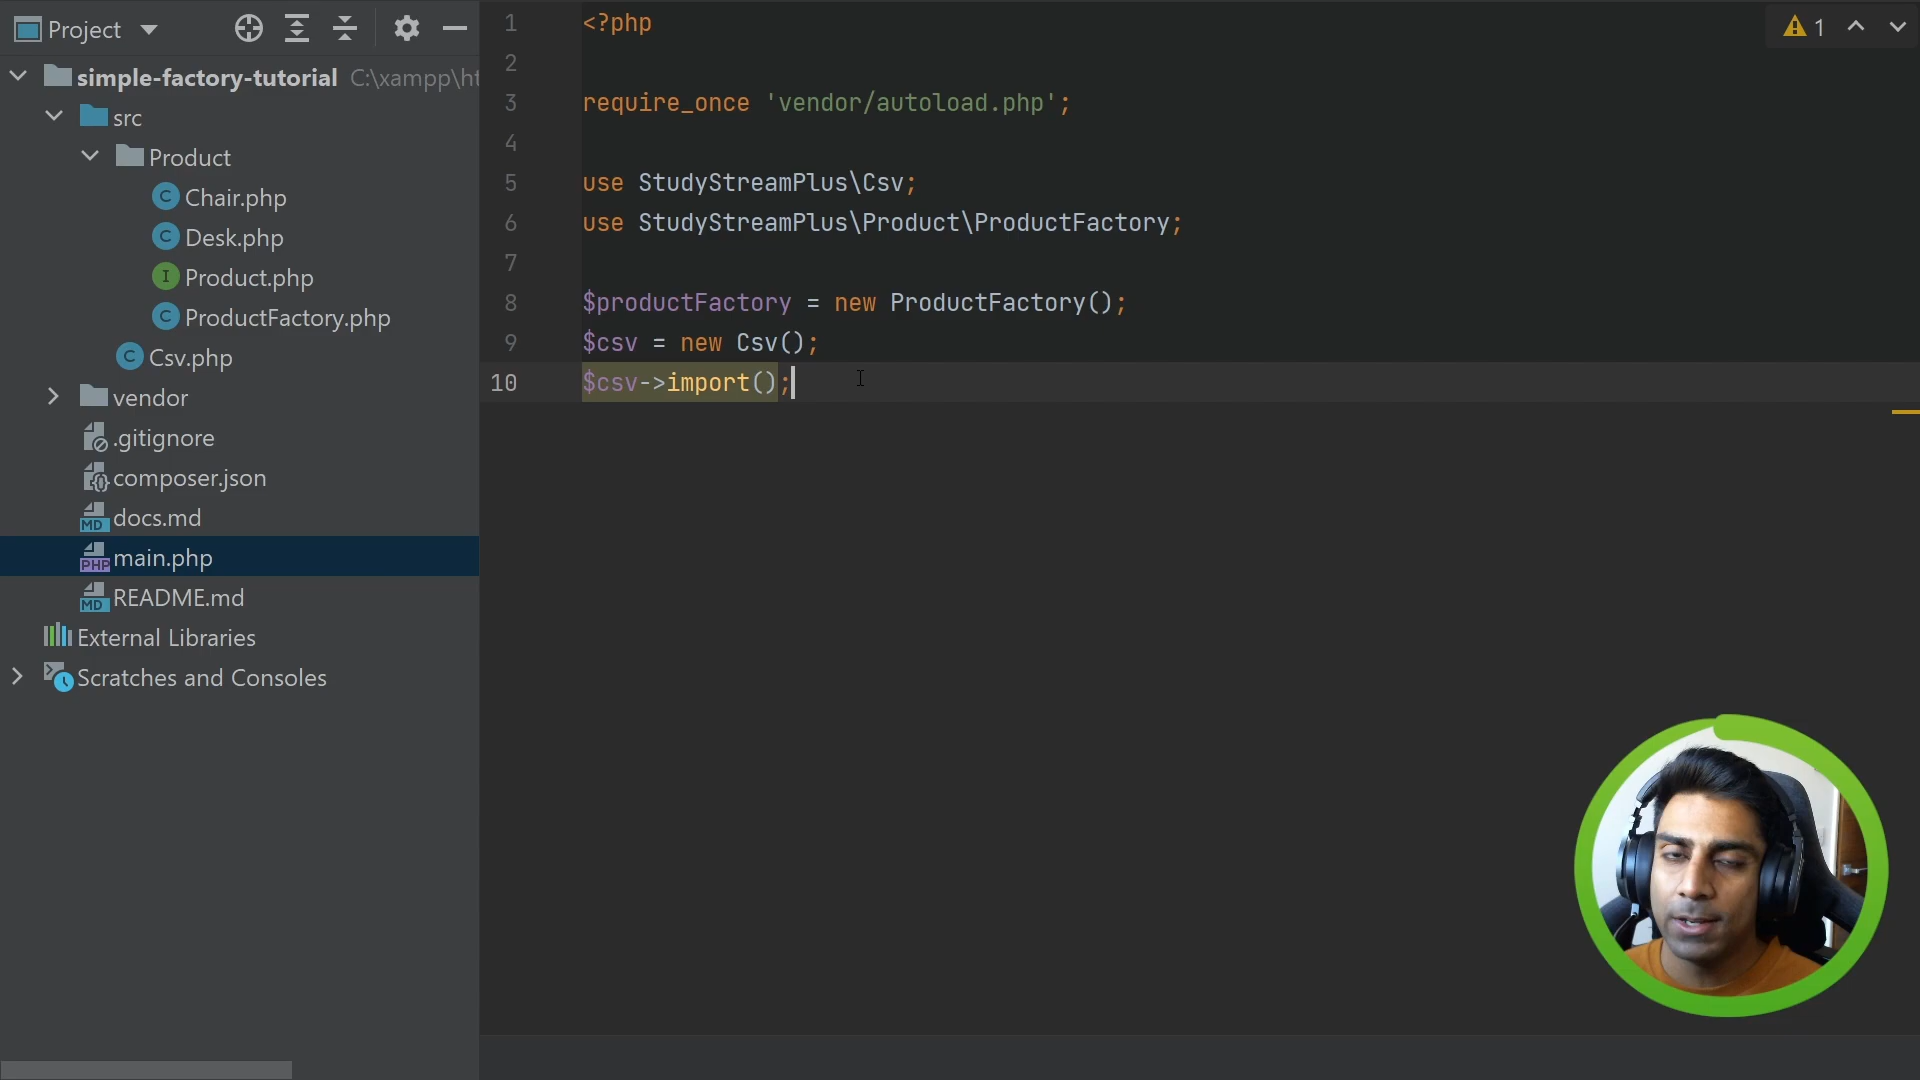 Project
simple-factory-tutorial C:\xampp\ht
src
Product
Chair.php
Desk.php
Product.php
ProductFactory.php
Csv.php
vendor
.gitignore
composer.json
docs.md
main.php
README.md
External Libraries
Scratches and Consoles
1 <?php
2
3 require_once 'vendor/autoload.php';
4
5 use StudyStreamPlus\Csv;
6 use StudyStreamPlus\Product\ProductFactory;
7
8 $productFactory = new ProductFactory();
9 $csv = new Csv();
10 $csv->import();
1